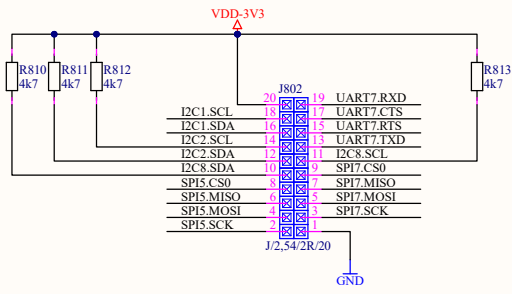 VDD-3V3
R810
4k7
R811
4k7
R812
4k7
R813
4k7
J802
20 19 UART7.RXD
I2C1.SCL 18 17 UART7.CTS
I2C1.SDA 16 15 UART7.RTS
I2C2.SCL 14 13 UART7.TXD
I2C2.SDA 12 11 I2C8.SCL
I2C8.SDA 10 9 SPI7.CS0
SPI5.CS0 8 7 SPI7.MISO
SPI5.MISO 6 5 SPI7.MOSI
SPI5.MOSI 4 3 SPI7.SCK
SPI5.SCK 2 1
J/2,54/2R/20
GND